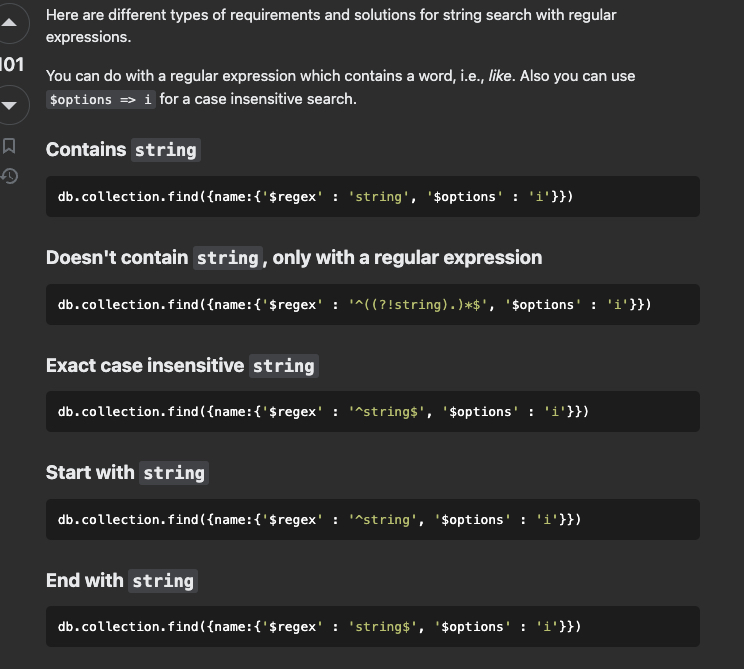 Here are different types of requirements and solutions for string search with regular
expressions.
101
You can do with a regular expression which contains a word, i.e., like. Also you can use
$options => i for a case insensitive search.
Contains string
db.collection.find({name:{'$regex' : 'string', '$options' : 'i'}})
Doesn't contain string, only with a regular expression
db.collection.find({name:{'$regex' : '^((?!string).)*$', '$options' : 'i'}})
Exact case insensitive string
db.collection.find({name:{'$regex' : '^string$', '$options' : 'i'}})
Start with string
db.collection.find({name:{'$regex' : '^string', '$options' : 'i'}})
End with string
db.collection.find({name:{'$regex' : 'string$', '$options' : 'i'}})